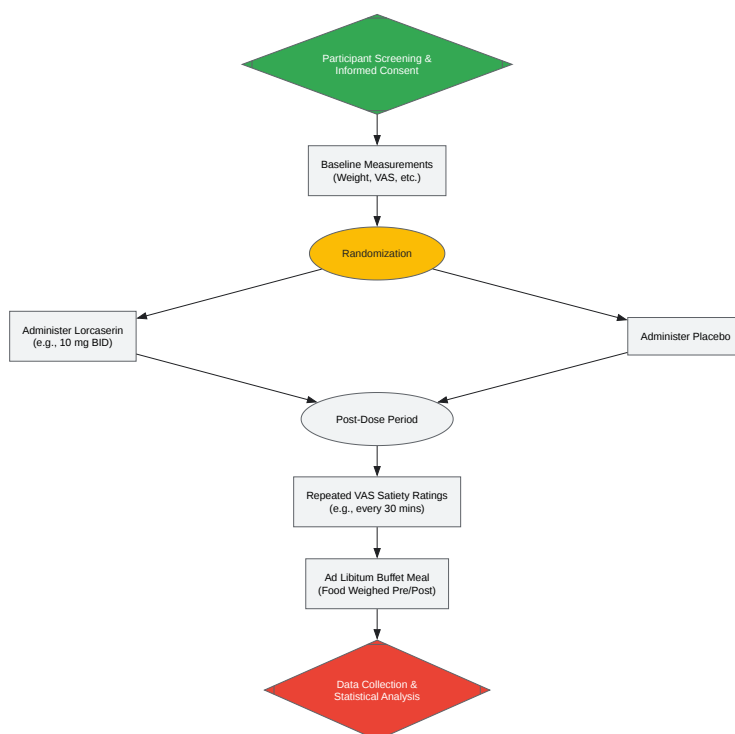 Participant Screening &
Informed Consent
Baseline Measurements
(Weight, VAS, etc.)
Randomization
Administer Lorcaserin
(e.g., 10 mg BID)
Administer Placebo
Post-Dose Period
Repeated VAS Satiety Ratings
(e.g., every 30 mins)
Ad Libitum Buffet Meal
(Food Weighed Pre/Post)
Data Collection &
Statistical Analysis